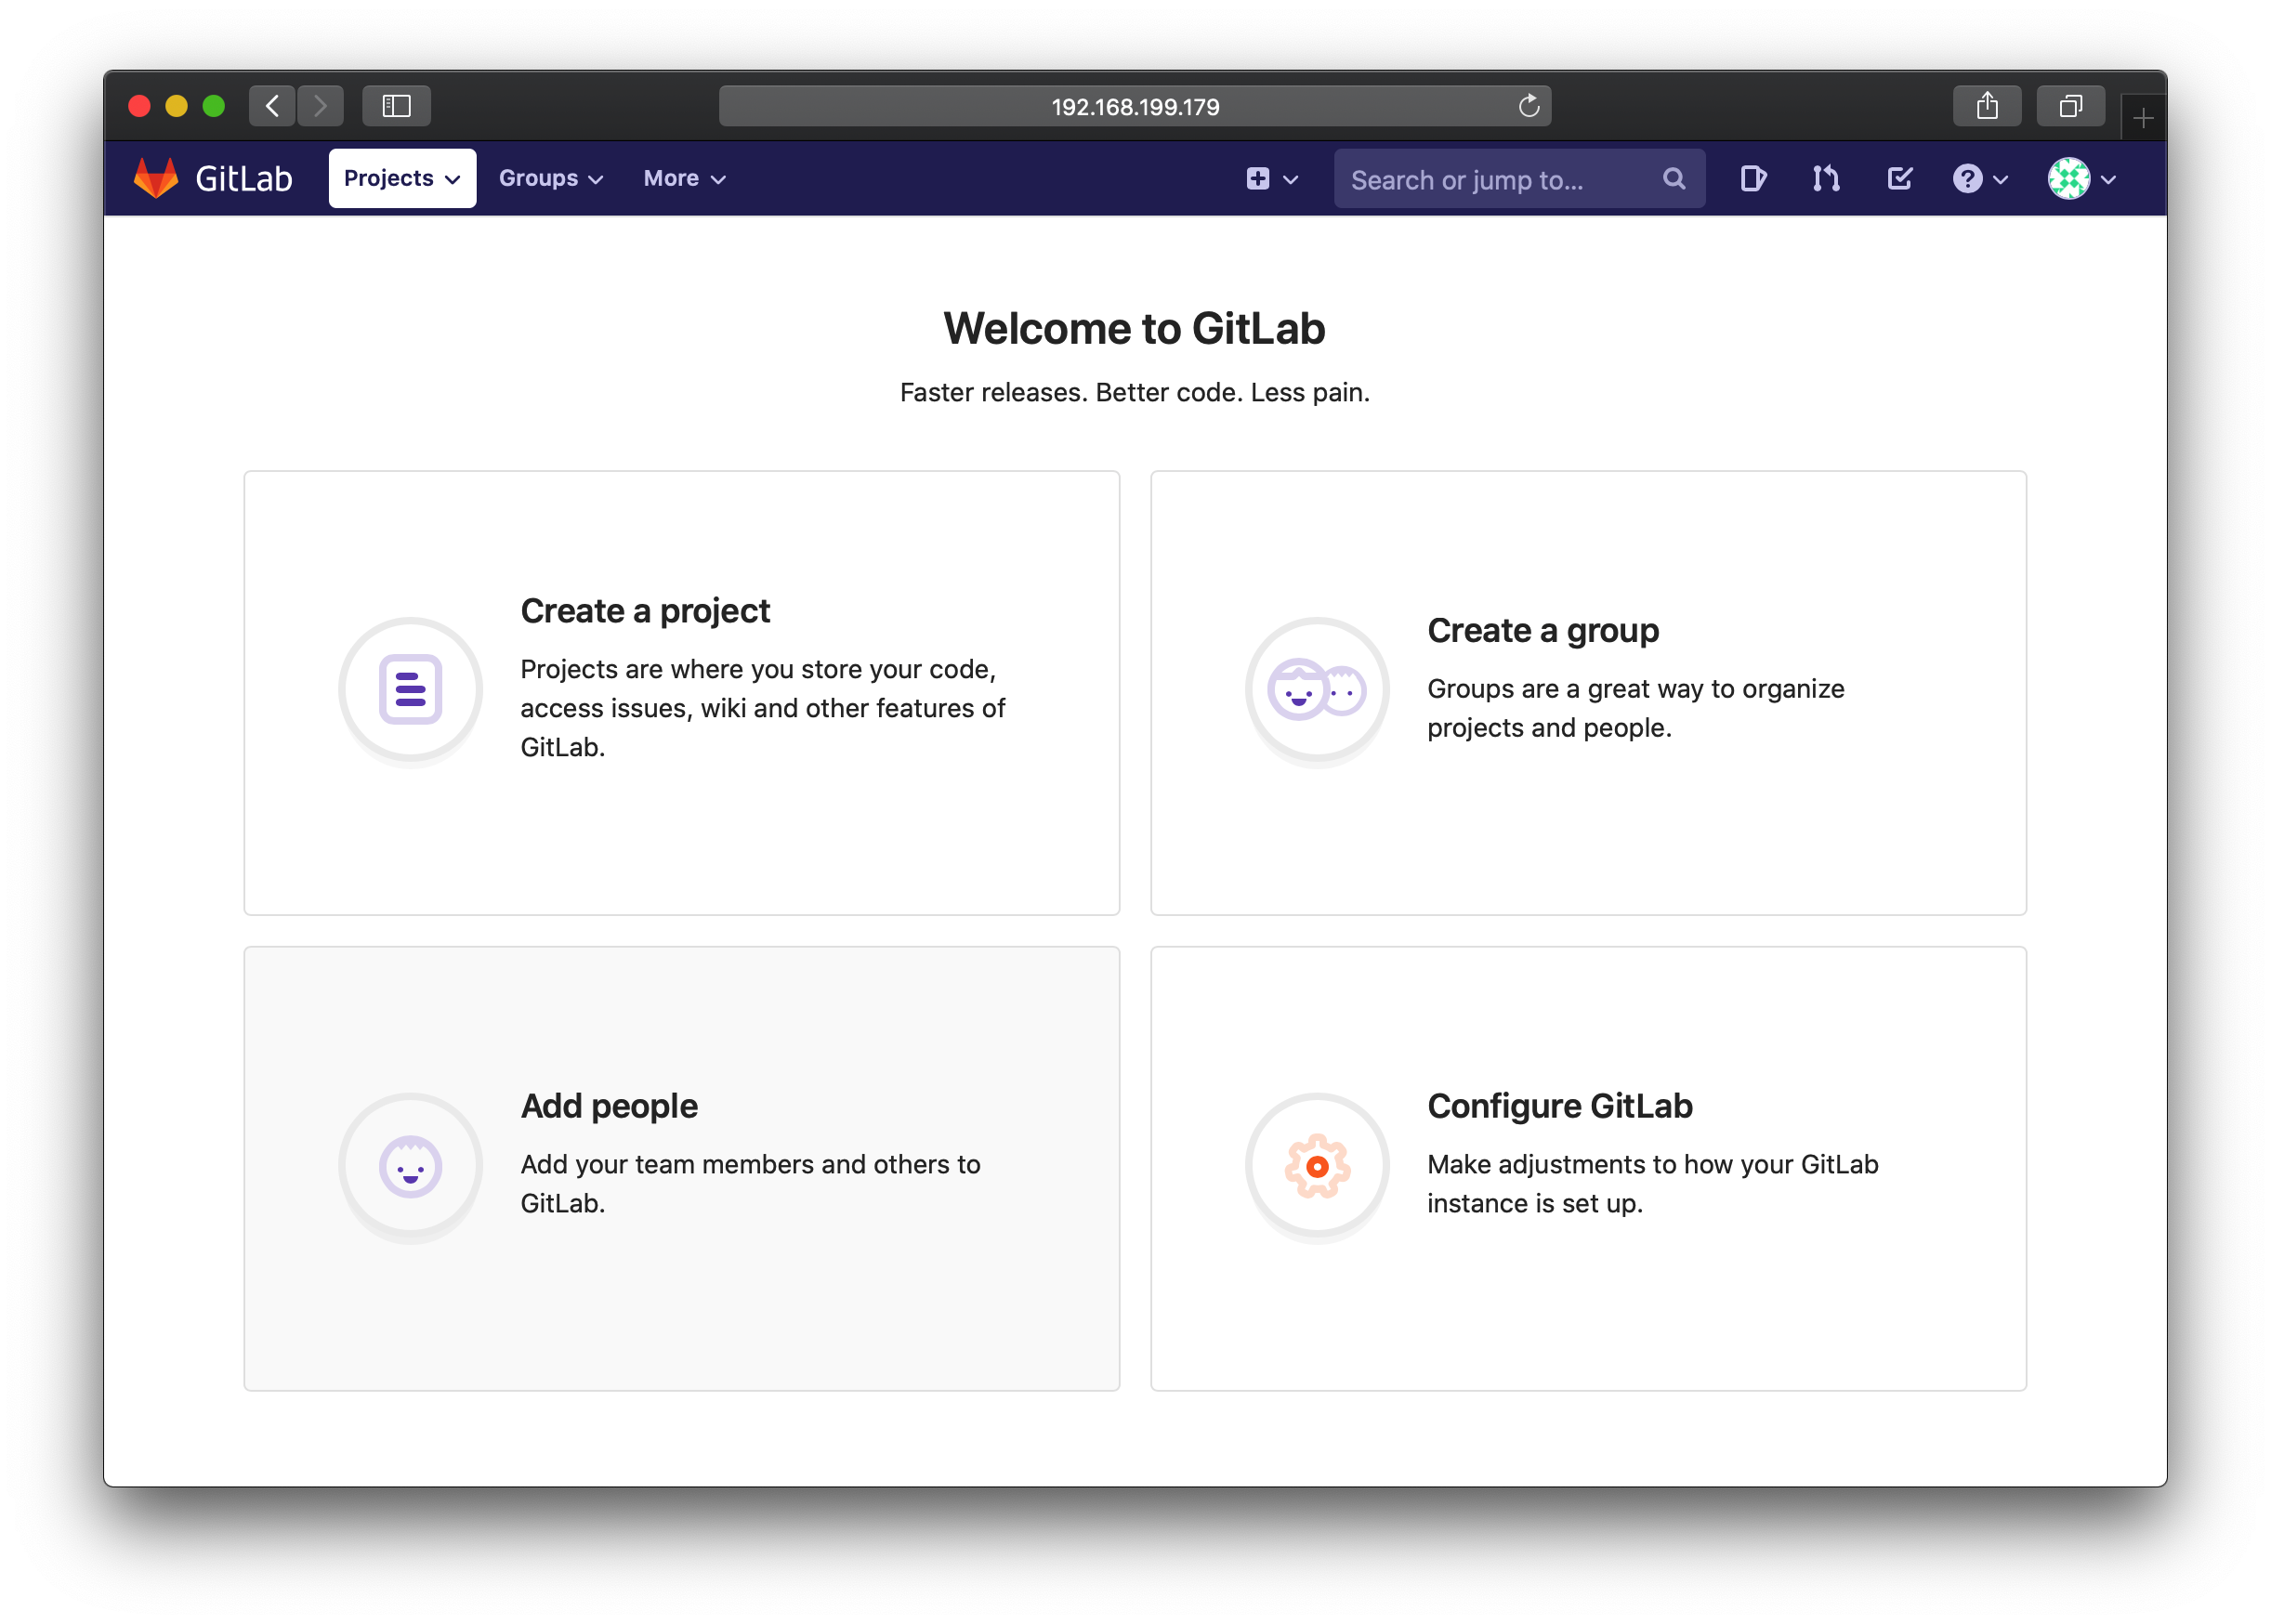 192.168.199.179
GitLab Projects Groups More Search or jump to...
Welcome to GitLab
Faster releases. Better code. Less pain.
Create a project
Projects are where you store your code,
access issues, wiki and other features of
GitLab.
Create a group
Groups are a great way to organize
projects and people.
Add people
Add your team members and others to
GitLab.
Configure GitLab
Make adjustments to how your GitLab
instance is set up.